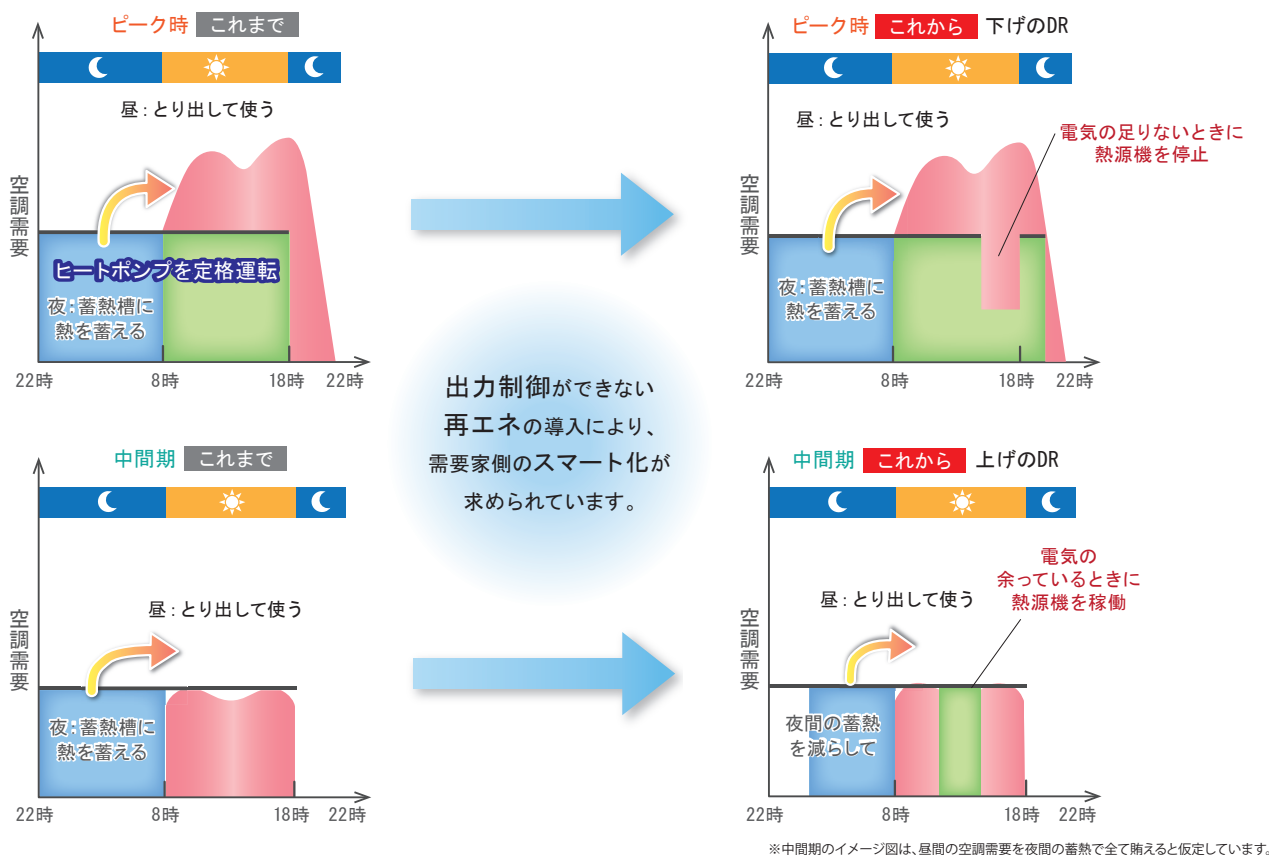 ピーク時 これまで
昼:とり出して使う
空調需要
ヒートポンプを定格運転
夜:蓄熱槽に
熱を蓄える
22時 8時 18時 22時
ピーク時 これから 下げのDR
昼:とり出して使う
電気の足りないときに
熱源機を停止
空調需要
夜:蓄熱槽に
熱を蓄える
22時 8時 18時 22時
出力制御ができない
再エネの導入により、
需要家側のスマート化が
求められています。
中間期 これまで
昼:とり出して使う
空調需要
夜:蓄熱槽に
熱を蓄える
22時 8時 18時 22時
中間期 これから 上げのDR
電気の
余っているときに
熱源機を稼働
昼:とり出して使う
空調需要
夜間の蓄熱
を減らして
22時 8時 18時 22時
※中間期のイメージ図は、昼間の空調需要を夜間の蓄熱で全て賄えると仮定しています。